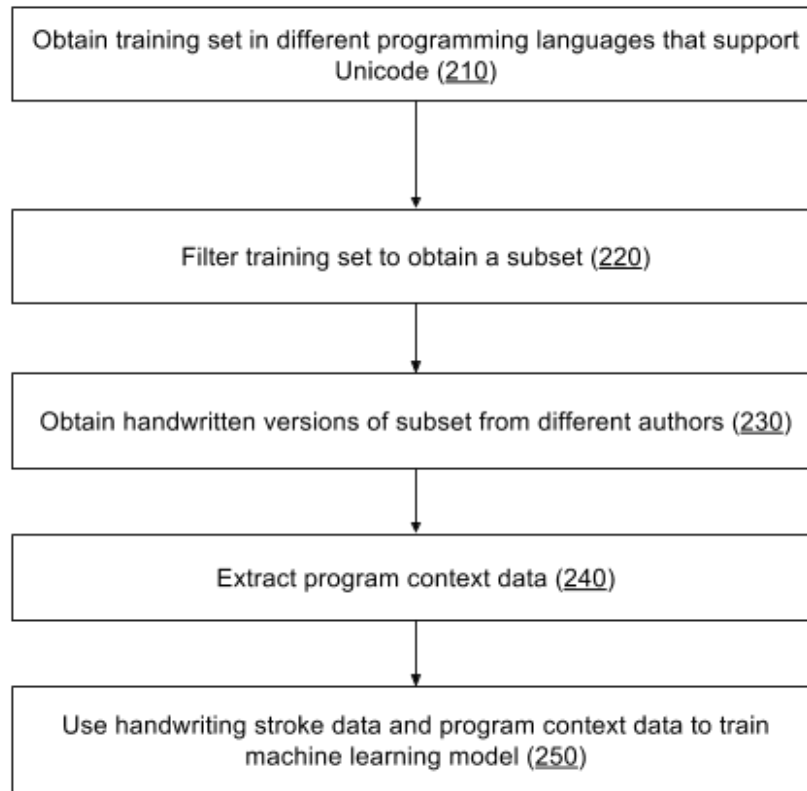 Obtain training set in different programming languages that support
Unicode (210)
Filter training set to obtain a subset (220)
Obtain handwritten versions of subset from different authors (230)
Extract program context data (240)
Use handwriting stroke data and program context data to train
machine learning model (250)